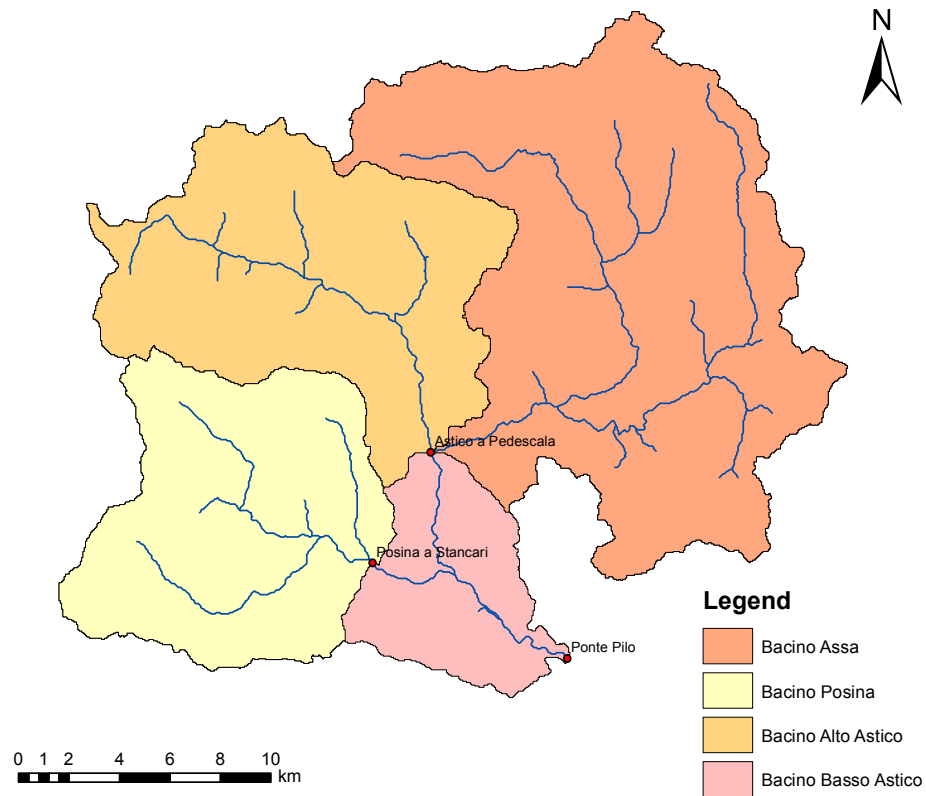 N
Astico a Pedescala
Posina a Stancari
Ponte Pilo
Legend
Bacino Assa
Bacino Posina
Bacino Alto Astico
Bacino Basso Astico
0 1 2 4 6 8 10
km